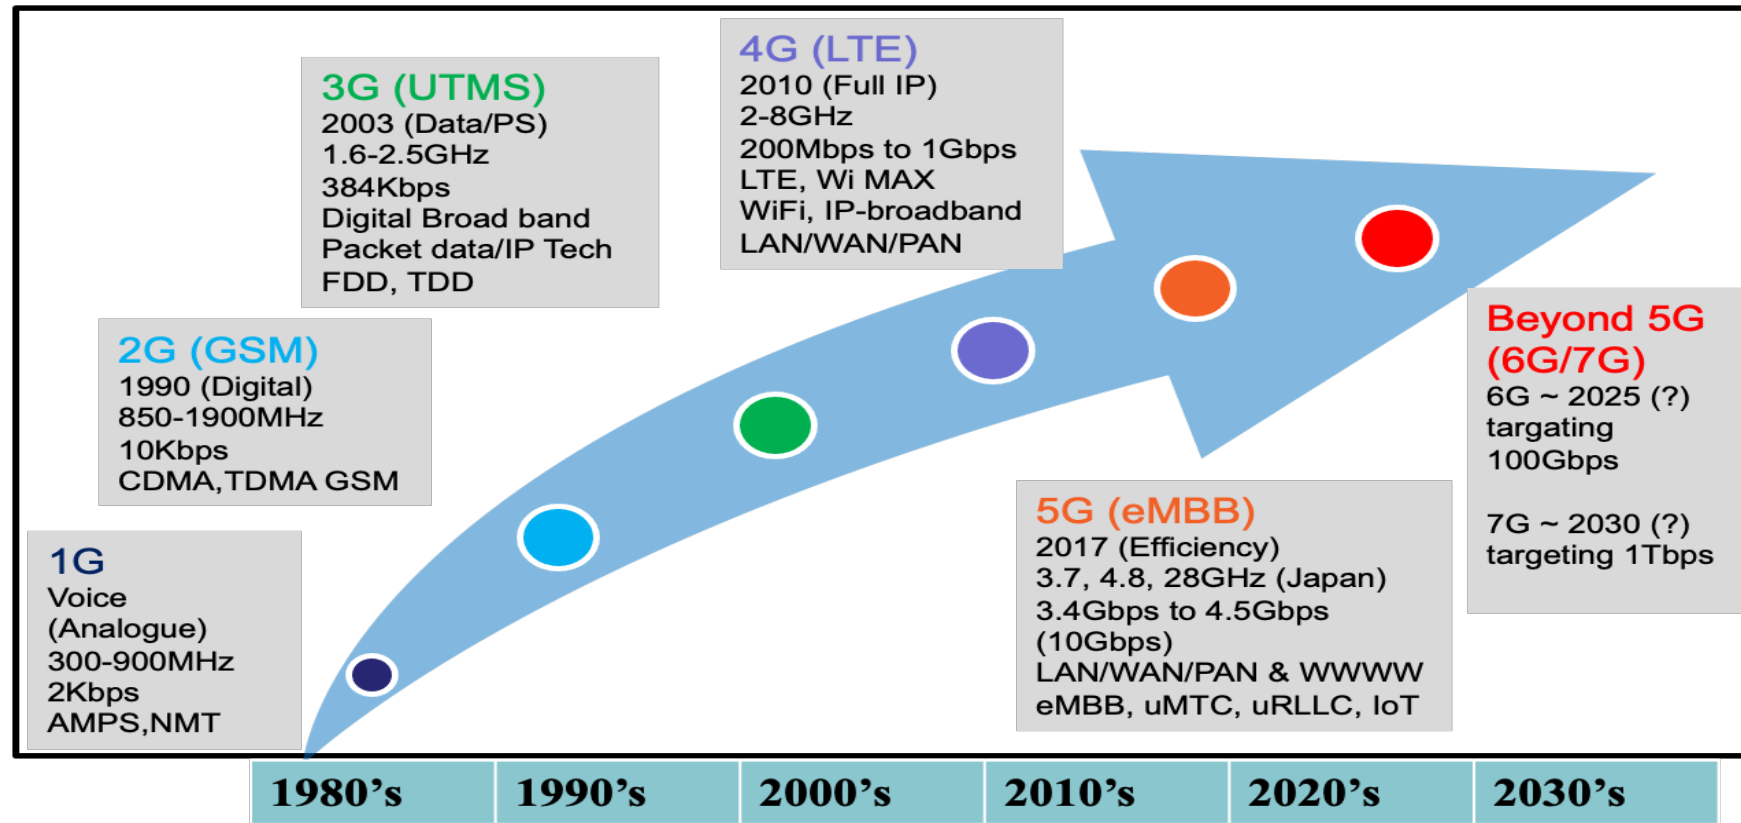 1G
Voice
(Analogue)
300-900MHz
2Kbps
AMPS,NMT
2G (GSM)
1990 (Digital)
850-1900MHz
10Kbps
CDMA,TDMA GSM
3G (UTMS)
2003 (Data/PS)
1.6-2.5GHz
384Kbps
Digital Broad band
Packet data/IP Tech
FDD, TDD
4G (LTE)
2010 (Full IP)
2-8GHz
200Mbps to 1Gbps
LTE, Wi MAX
WiFi, IP-broadband
LAN/WAN/PAN
5G (eMBB)
2017 (Efficiency)
3.7, 4.8, 28GHz (Japan)
3.4Gbps to 4.5Gbps
(10Gbps)
LAN/WAN/PAN & WWWW
eMBB, uMTC, uRLLC, IoT
Beyond 5G
(6G/7G)
6G ~ 2025 (?)
targating
100Gbps
7G ~ 2030 (?)
targeting 1Tbps
1980's
1990's
2000's
2010's
2020's
2030's